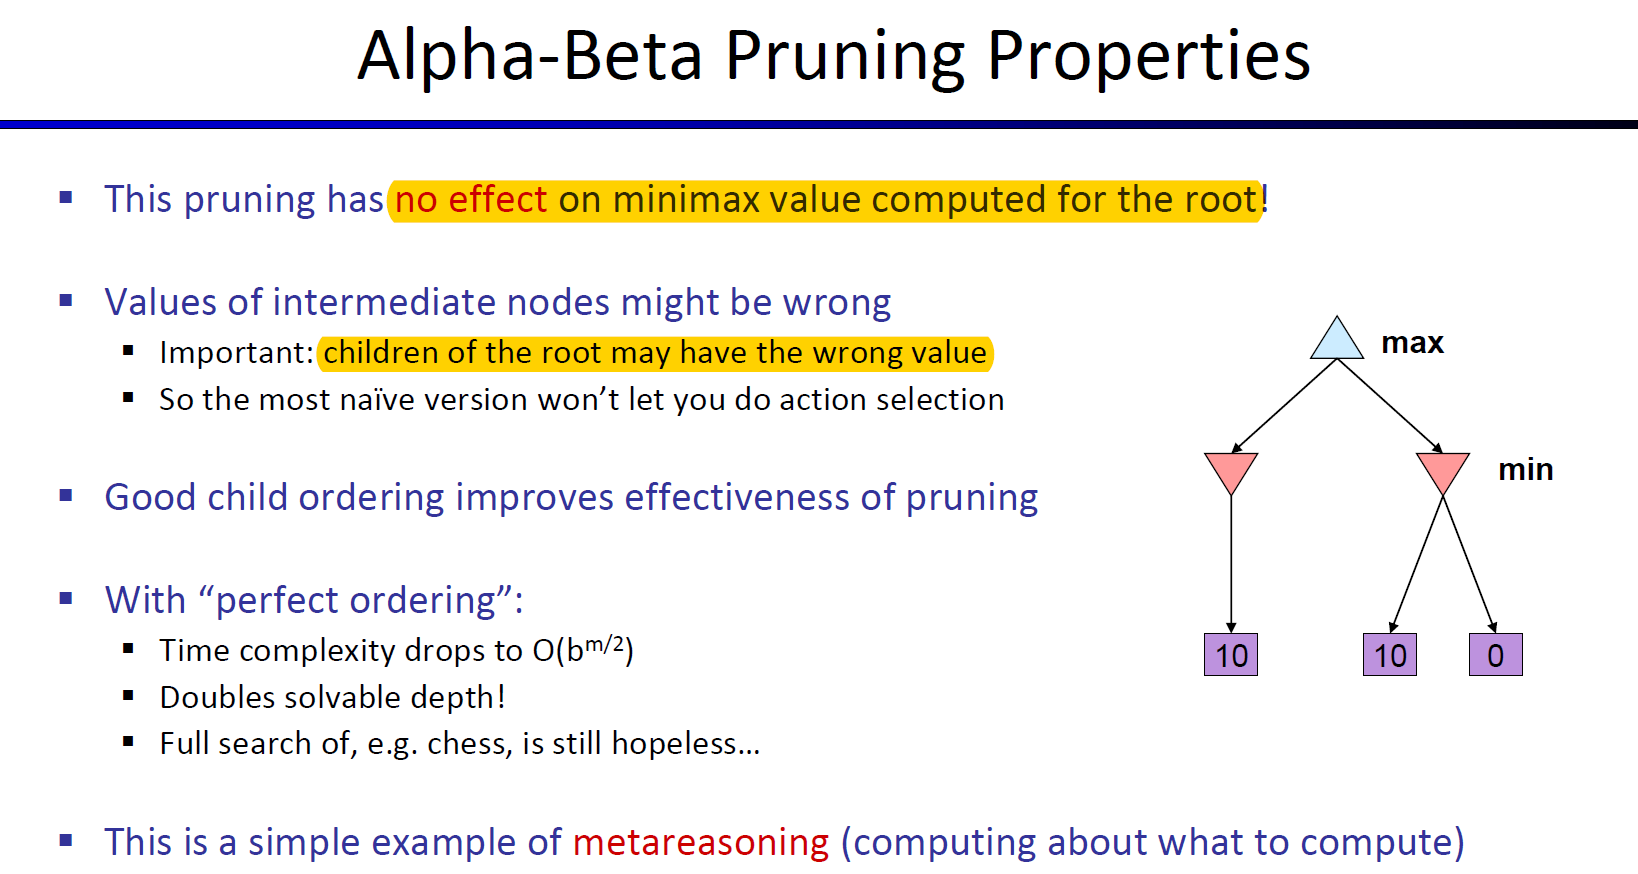 Alpha-Beta Pruning Properties
▪ This pruning has no effect on minimax value computed for the root!
▪ Values of intermediate nodes might be wrong
▪ Important: children of the root may have the wrong value
▪ So the most naïve version won’t let you do action selection
▪ Good child ordering improves effectiveness of pruning
▪ With “perfect ordering”:
▪ Time complexity drops to O(b^{m/2})
▪ Doubles solvable depth!
▪ Full search of, e.g. chess, is still hopeless…
▪ This is a simple example of metareasoning (computing about what to compute)
max
min
10 10 0